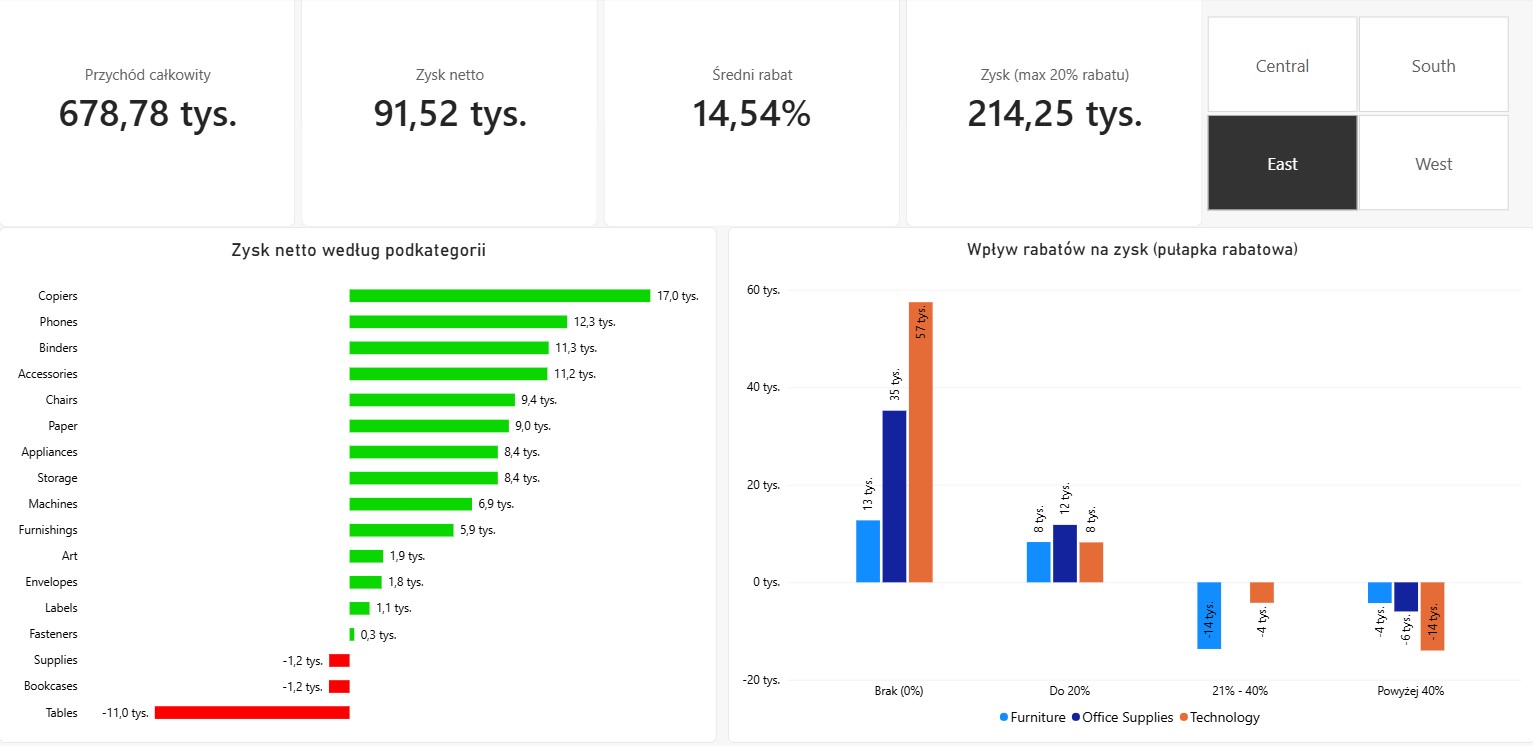 Przychód całkowity
678,78 tys.
Zysk netto
91,52 tys.
Średni rabat
14,54%
Zysk (max 20% rabatu)
214,25 tys.
Central
South
East
West
Zysk netto według podkategorii
Copiers 17,0 tys.
Phones 12,3 tys.
Binders 11,3 tys.
Accessories 11,2 tys.
Chairs 9,4 tys.
Paper 9,0 tys.
Appliances 8,4 tys.
Storage 8,4 tys.
Machines 6,9 tys.
Furnishings 5,9 tys.
Art 1,9 tys.
Envelopes 1,8 tys.
Labels 1,1 tys.
Fasteners 0,3 tys.
Supplies -1,2 tys.
Bookcases -1,2 tys.
Tables -11,0 tys.
Wpływ rabatów na zysk (pułapka rabatowa)
60 tys.
40 tys.
20 tys.
0 tys.
-20 tys.
13 tys.
35 tys.
57 tys.
8 tys.
12 tys.
8 tys.
-14 tys.
-4 tys.
-4 tys.
-6 tys.
-14 tys.
Brak (0%)
Do 20%
21% - 40%
Powyżej 40%
Furniture
Office Supplies
Technology